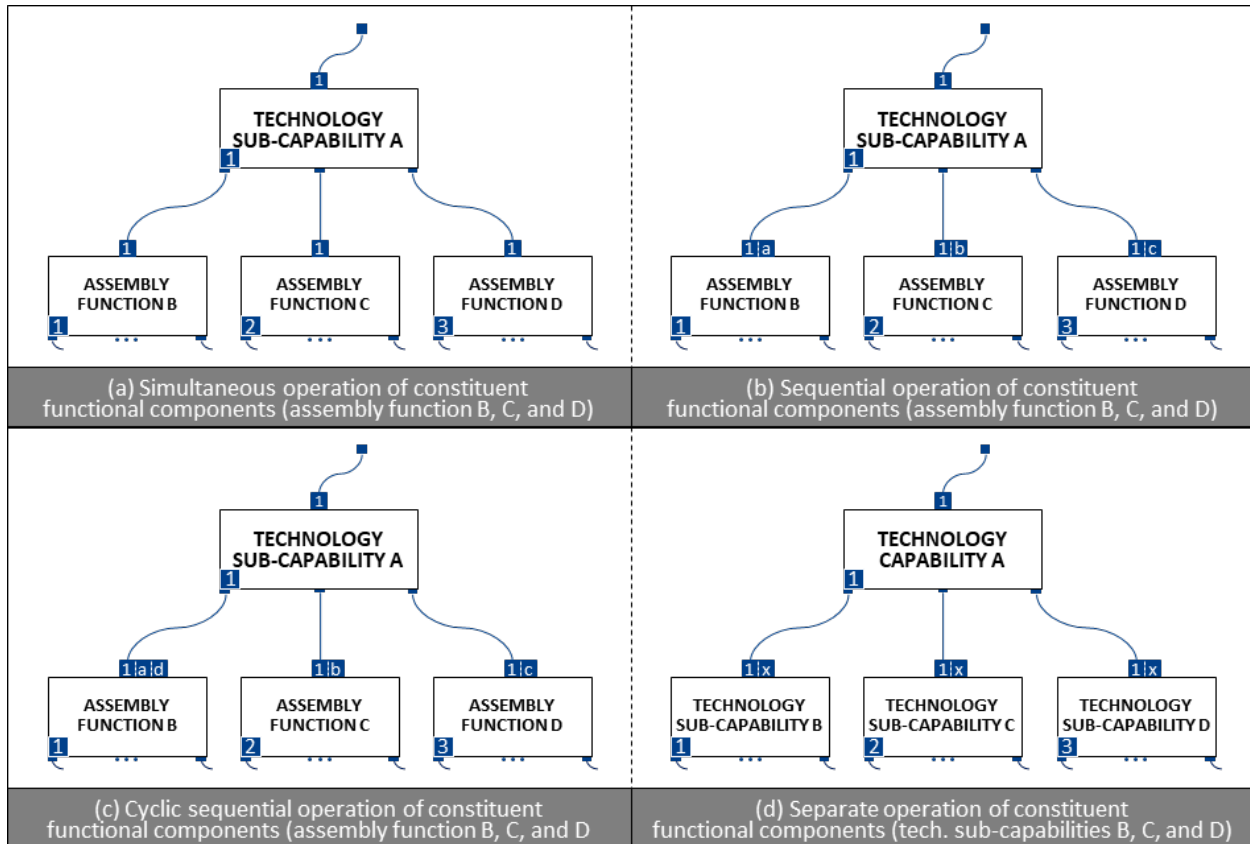 1
TECHNOLOGY
SUB-CAPABILITY A
1
1
1
1
ASSEMBLY
FUNCTION B
1
...
ASSEMBLY
FUNCTION C
2
...
ASSEMBLY
FUNCTION D
3
...
(a) Simultaneous operation of constituent
functional components (assembly function B, C, and D)
1
TECHNOLOGY
SUB-CAPABILITY A
1
1 a
1 b
1 c
ASSEMBLY
FUNCTION B
1
...
ASSEMBLY
FUNCTION C
2
...
ASSEMBLY
FUNCTION D
3
...
(b) Sequential operation of constituent
functional components (assembly function B, C, and D)
1
TECHNOLOGY
SUB-CAPABILITY A
1
1 a d
1 b
1 c
ASSEMBLY
FUNCTION B
1
...
ASSEMBLY
FUNCTION C
2
...
ASSEMBLY
FUNCTION D
3
...
(c) Cyclic sequential operation of constituent
functional components (assembly function B, C, and D
1
TECHNOLOGY
CAPABILITY A
1
1 x
1 x
1 x
TECHNOLOGY
SUB-CAPABILITY B
1
...
TECHNOLOGY
SUB-CAPABILITY C
2
...
TECHNOLOGY
SUB-CAPABILITY D
3
...
(d) Separate operation of constituent
functional components (tech. sub-capabilities B, C, and D)